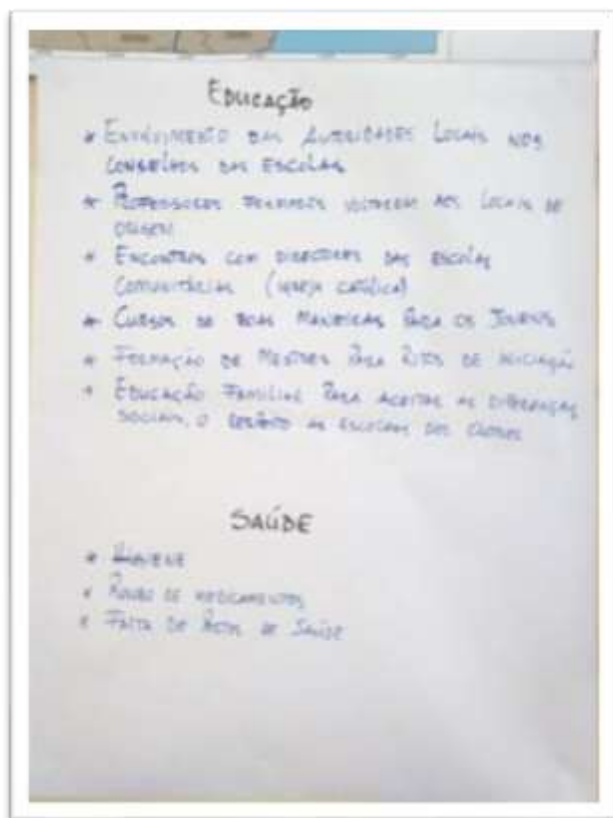 EDUCAÇÃO
* ENVOLVIMENTO DAS AUTORIDADES LOCAIS NOS
CONSELHOS DAS ESCOLAS
* PROFESSORES FORMADOS VOLTAREM AOS LOCAIS DE
ORIGEM
* ENCONTROS COM DIRECTORES DAS ESCOLAS
COMUNITÁRIAS (IGREJA CATÓLICA)
* CURSOS DE BOAS MANEIRAS PARA OS JOVENS
* FORMAÇÃO DE MESTRES PARA RITOS DE INICIAÇÃO
* EDUCAÇÃO FAMILIAR PARA ACEITAR AS DIFERENÇAS
SOCIAIS, O RESPEITO AS ESCOLHAS DOS OUTROS
SAÚDE
* HIGIENE
* ROUBO DE MEDICAMENTOS
* FALTA DE POSTOS DE SAÚDE